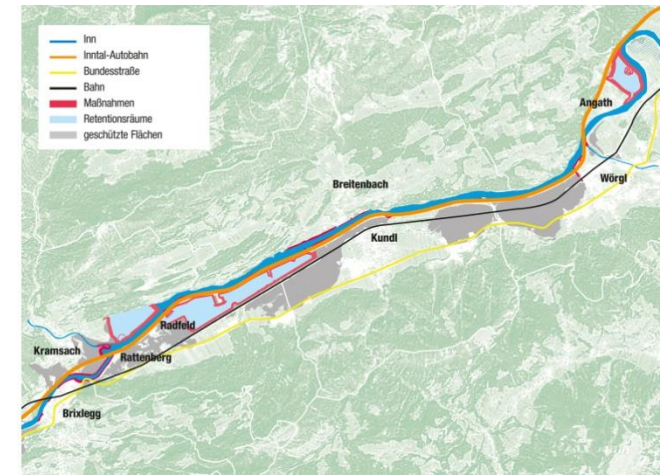 Inn
Inntal-Autobahn
Bundesstraße
Bahn
Maßnahmen
Retentionsräume
geschützte Flächen
Angath
Wörgl
Breitenbach
Kundl
Radfeld
Kramsach
Rattenberg
Brixlegg